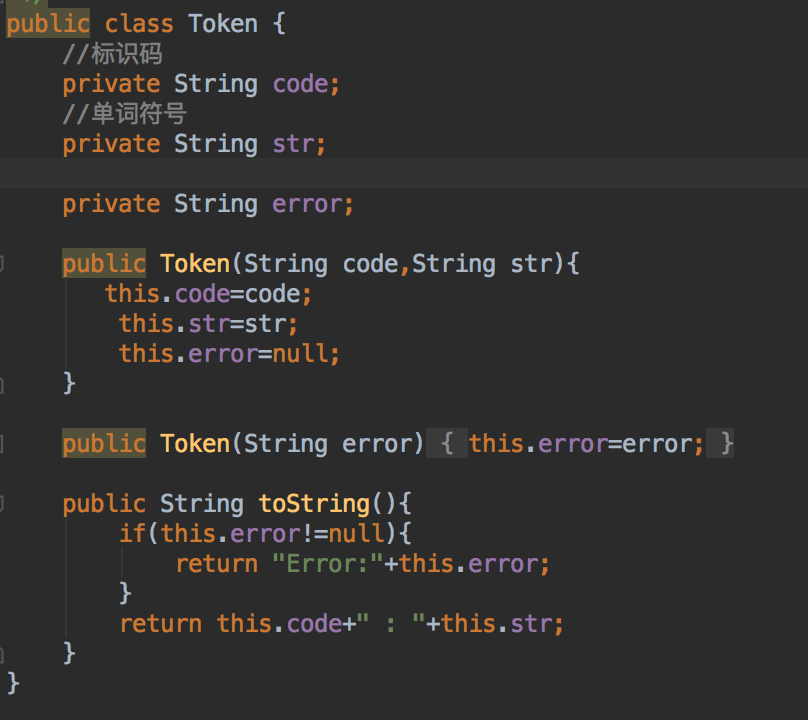 public class Token {
//标识码
private String code;
//单词符号
private String str;
private String error;
public Token(String code,String str){
this.code=code;
this.str=str;
this.error=null;
}
public Token(String error) { this.error=error; }
public String toString(){
if(this.error!=null){
return "Error:"+this.error;
}
return this.code+" : "+this.str;
}
}